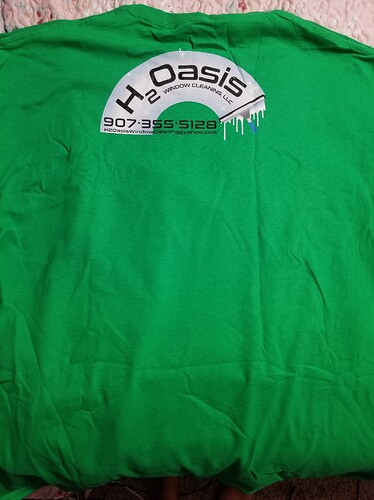 H2Oasis
WINDOW CLEANING, LLC
907·355·5128
H2OasisWindowCleaning@yahoo.com